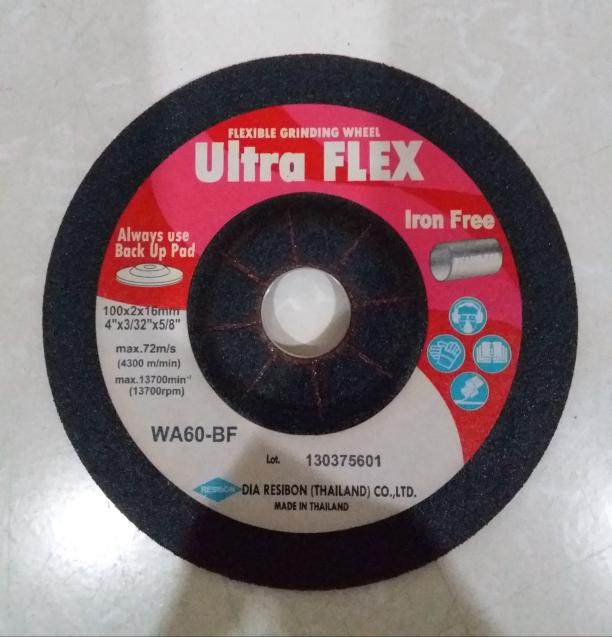 FLEXIBLE GRINDING WHEEL
Ultra FLEX
Iron Free
Always use
Back Up Pad
100x2x16mm
4"x3/32"x5/8"
max.72m/s
(4300 m/min)
max.13700min⁻¹
(13700rpm)
WA60-BF
Lot. 130375601
RESIBON DIA RESIBON (THAILAND) CO.,LTD.
MADE IN THAILAND